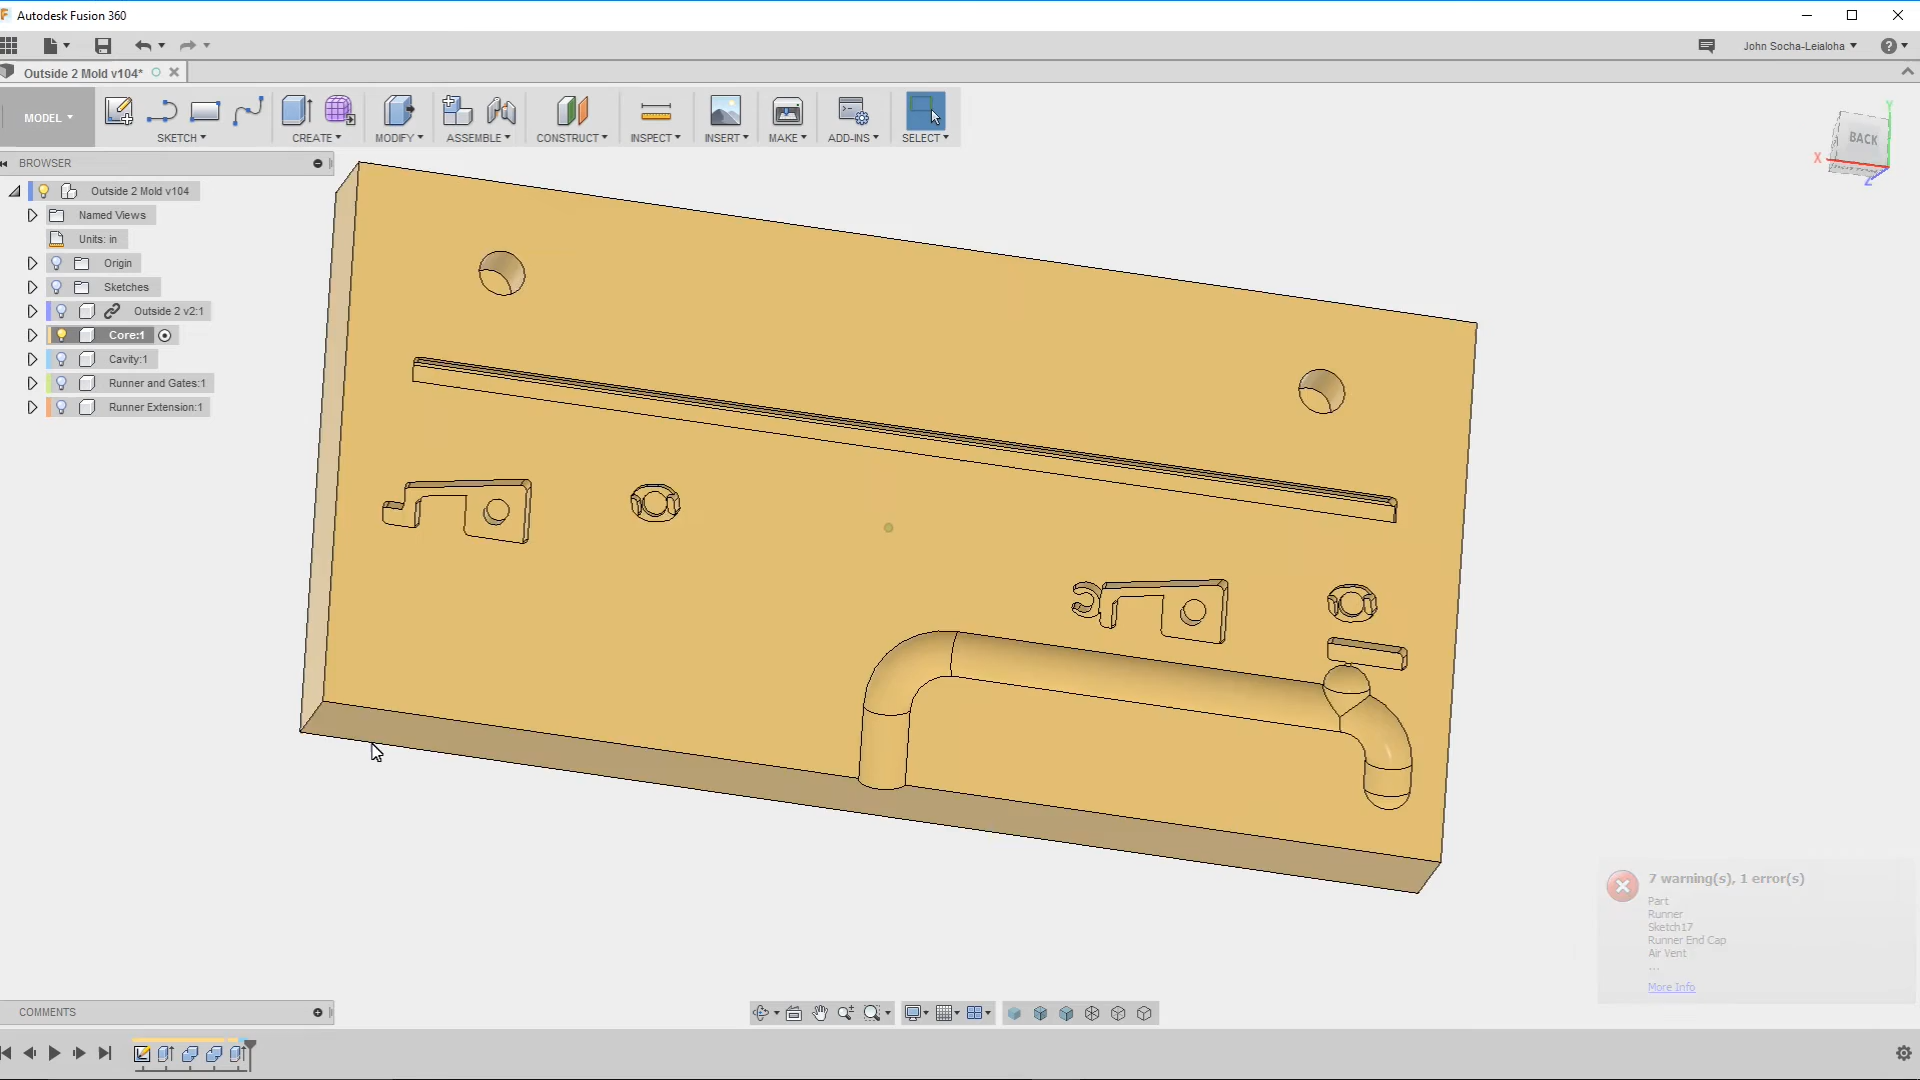 Autodesk Fusion 360
John Socha-Leialoha
Outside 2 Mold v104*
MODEL
SKETCH
CREATE
MODIFY
ASSEMBLE
CONSTRUCT
INSPECT
INSERT
MAKE
ADD-INS
SELECT
BROWSER
Outside 2 Mold v104
Named Views
Units: in
Origin
Sketches
Outside 2 v2:1
Core:1
Cavity:1
Runner and Gates:1
Runner Extension:1
Y
BACK
X
Z
7 warning(s), 1 error(s)
Part
Runner
Sketch17
Runner End Cap
Air Vent
...
More Info
COMMENTS